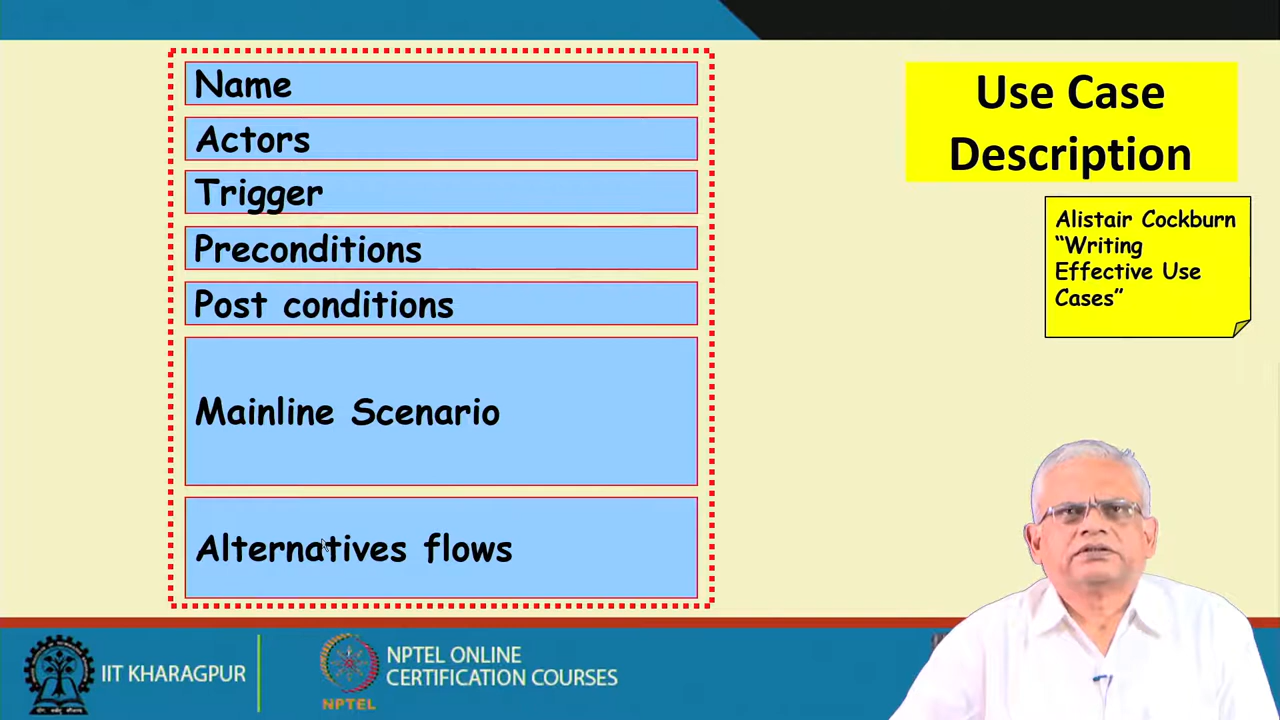 Name
Actors
Trigger
Preconditions
Post conditions
Mainline Scenario
Alternatives flows
Use Case
Description
Alistair Cockburn
“Writing
Effective Use
Cases”
IIT KHARAGPUR
NPTEL
NPTEL ONLINE
CERTIFICATION COURSES